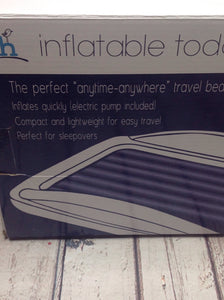 h inflatable todd
The perfect "anytime-anywhere" travel bed
Inflates quickly (electric pump included)
Compact and lightweight for easy travel
Perfect for sleepovers